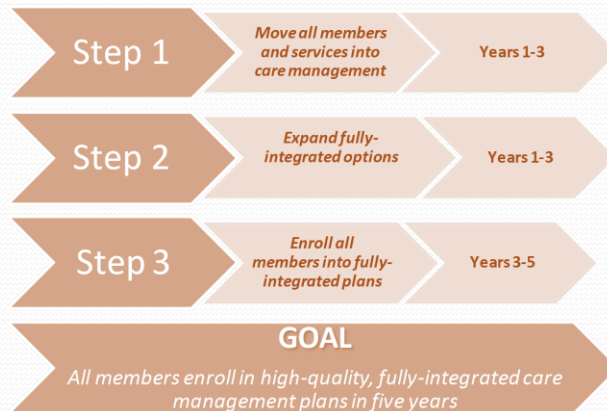 Step 1
Move all members
and services into
care management
Years 1-3
Step 2
Expand fully-
integrated options
Years 1-3
Step 3
Enroll all
members into fully-
integrated plans
Years 3-5
GOAL
All members enroll in high-quality, fully-integrated care
management plans in five years